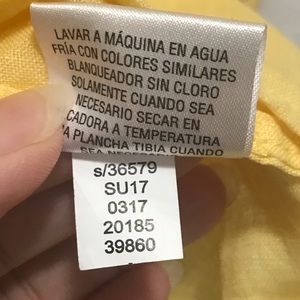 LAVAR A MÁQUINA EN AGUA
FRÍA CON COLORES SIMILARES
BLANQUEADOR SIN CLORO
SOLAMENTE CUANDO SEA
NECESARIO SECAR EN
CADORA A TEMPERATURA
A PLANCHA TIBIA CUANDO
SEA
s/36579
SU17
0317
20185
39860